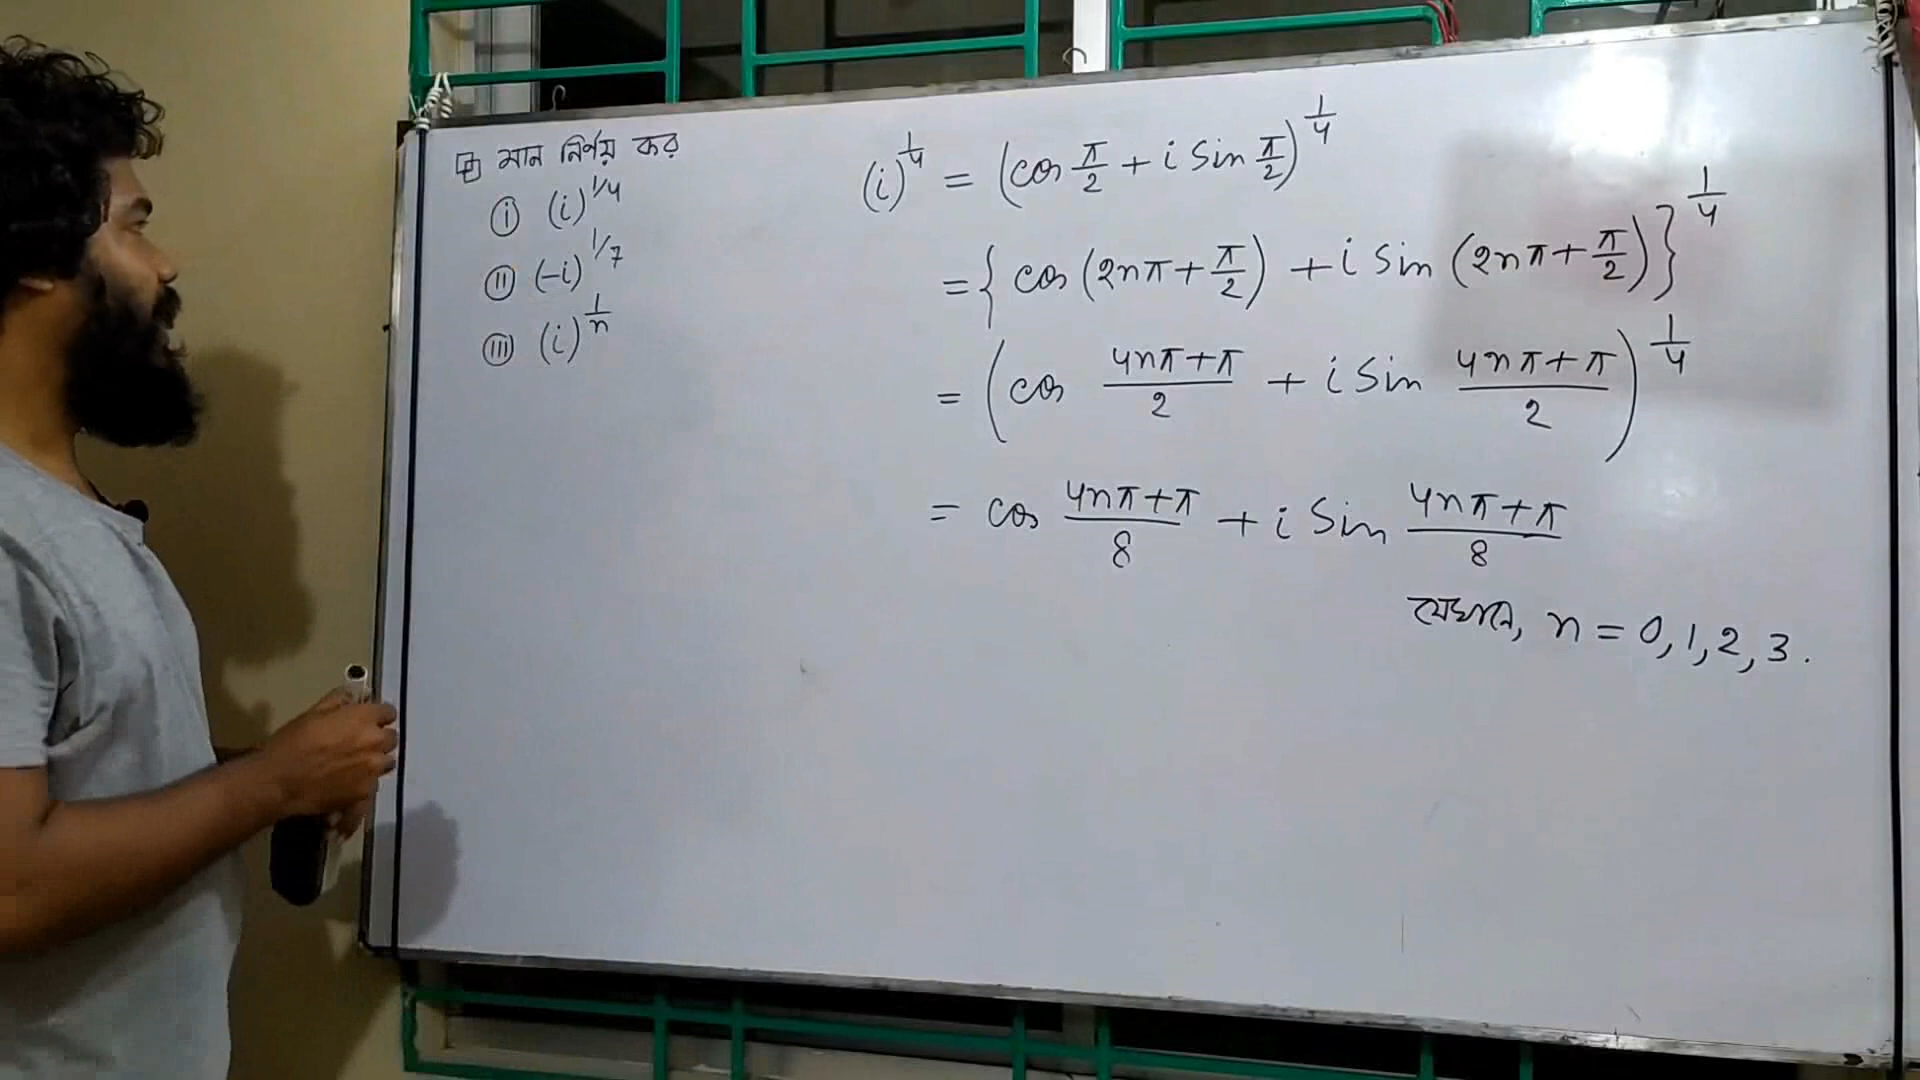 মান নির্ণয় কর
(i) (i)^{1/4}
(ii) (-i)^{1/7}
(iii) (i)^{1/n}
(i)^{1/4} = (cos π/2 + i Sin π/2)^{1/4}
= { cos (2nπ + π/2) + i Sin (2nπ + π/2) }^{1/4}
= ( cos (4nπ+π)/2 + i Sin (4nπ+π)/2 )^{1/4}
= cos (4nπ+π)/8 + i Sin (4nπ+π)/8
যেখানে, n = 0, 1, 2, 3 .